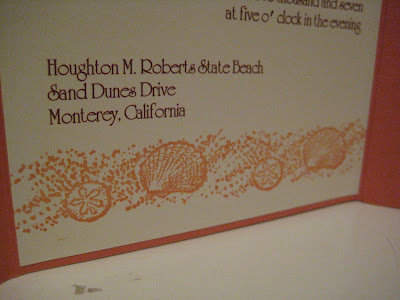 thousand and seven
at five o' clock in the evening
Houghton M. Roberts State Beach
Sand Dunes Drive
Monterey, California